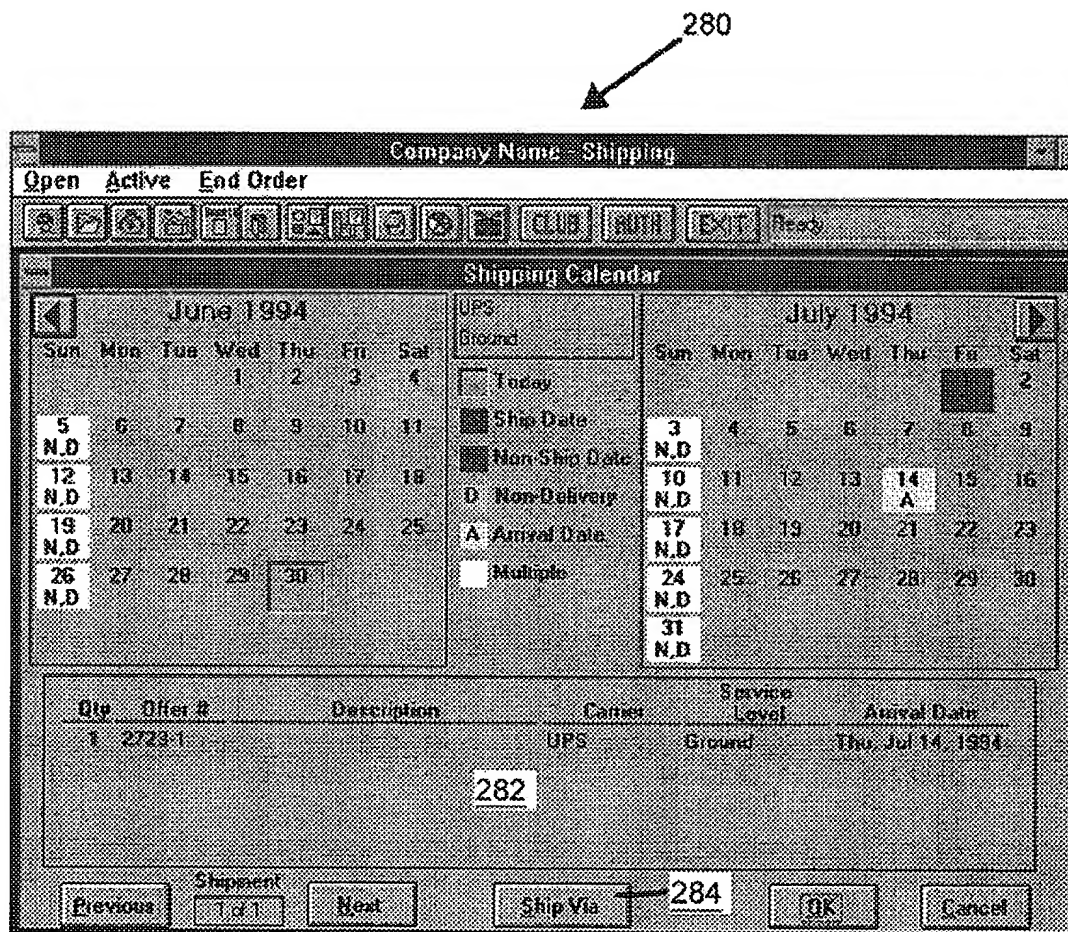 280
Company Name - Shipping
Open Active End Order
CLUB AUTH EXIT Ready
Shipping Calendar
June 1994
Sun Mon Tue Wed Thu Fri Sat
1 2 3 4
5 6 7 8 9 10 11
N,D
12 13 14 15 16 17 18
N,D
19 20 21 22 23 24 25
N,D
26 27 28 29 30
N,D
UPS
Ground
Today
Ship Date
Non-Ship Date
D Non-Delivery
A Arrival Date
Multiple
July 1994
Sun Mon Tue Wed Thu Fri Sat
2
3 4 5 6 7 8 9
N,D
10 11 12 13 14 15 16
N,D A
17 18 19 20 21 22 23
N,D
24 25 26 27 28 29 30
N,D
31
N,D
Qty Offer # Description Carrier Service Level Arrival Date
1 2723-1 UPS Ground Thu, Jul 14, 1994
282
Shipment
Previous 1 of 1 Next Ship Via 284 OK Cancel